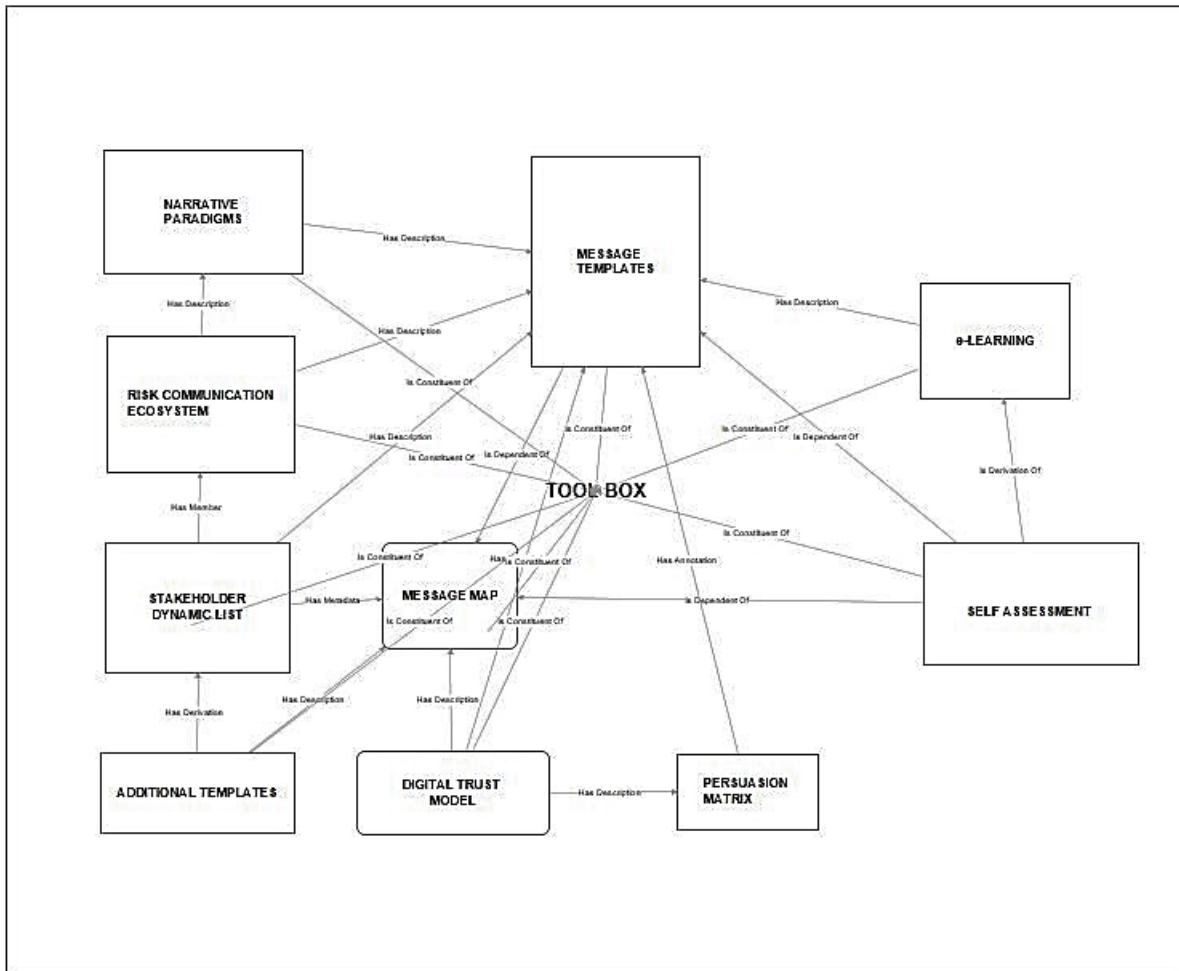 NARRATIVE
PARADIGMS
MESSAGE
TEMPLATES
Has Description
Has Description
Has Description
Has Description
e-LEARNING
RISK COMMUNICATION
ECOSYSTEM
Is Constituent Of
Has Description
Is Constituent Of
Is Constituent Of
Is Constituent Of
Is Dependent Of
Is Dependent Of
Is Derivation Of
TOOL BOX
Has Member
Is Constituent Of
Is Constituent Of
Has
Is Constituent Of
Has Annotation
STAKEHOLDER
DYNAMIC LIST
Has Metadata
MESSAGE MAP
Is Dependent Of
SELF ASSESSMENT
Is Constituent Of
Is Constituent Of
Has Derivation
Has Description
Has Description
ADDITIONAL TEMPLATES
DIGITAL TRUST
MODEL
Has Description
PERSUASION
MATRIX